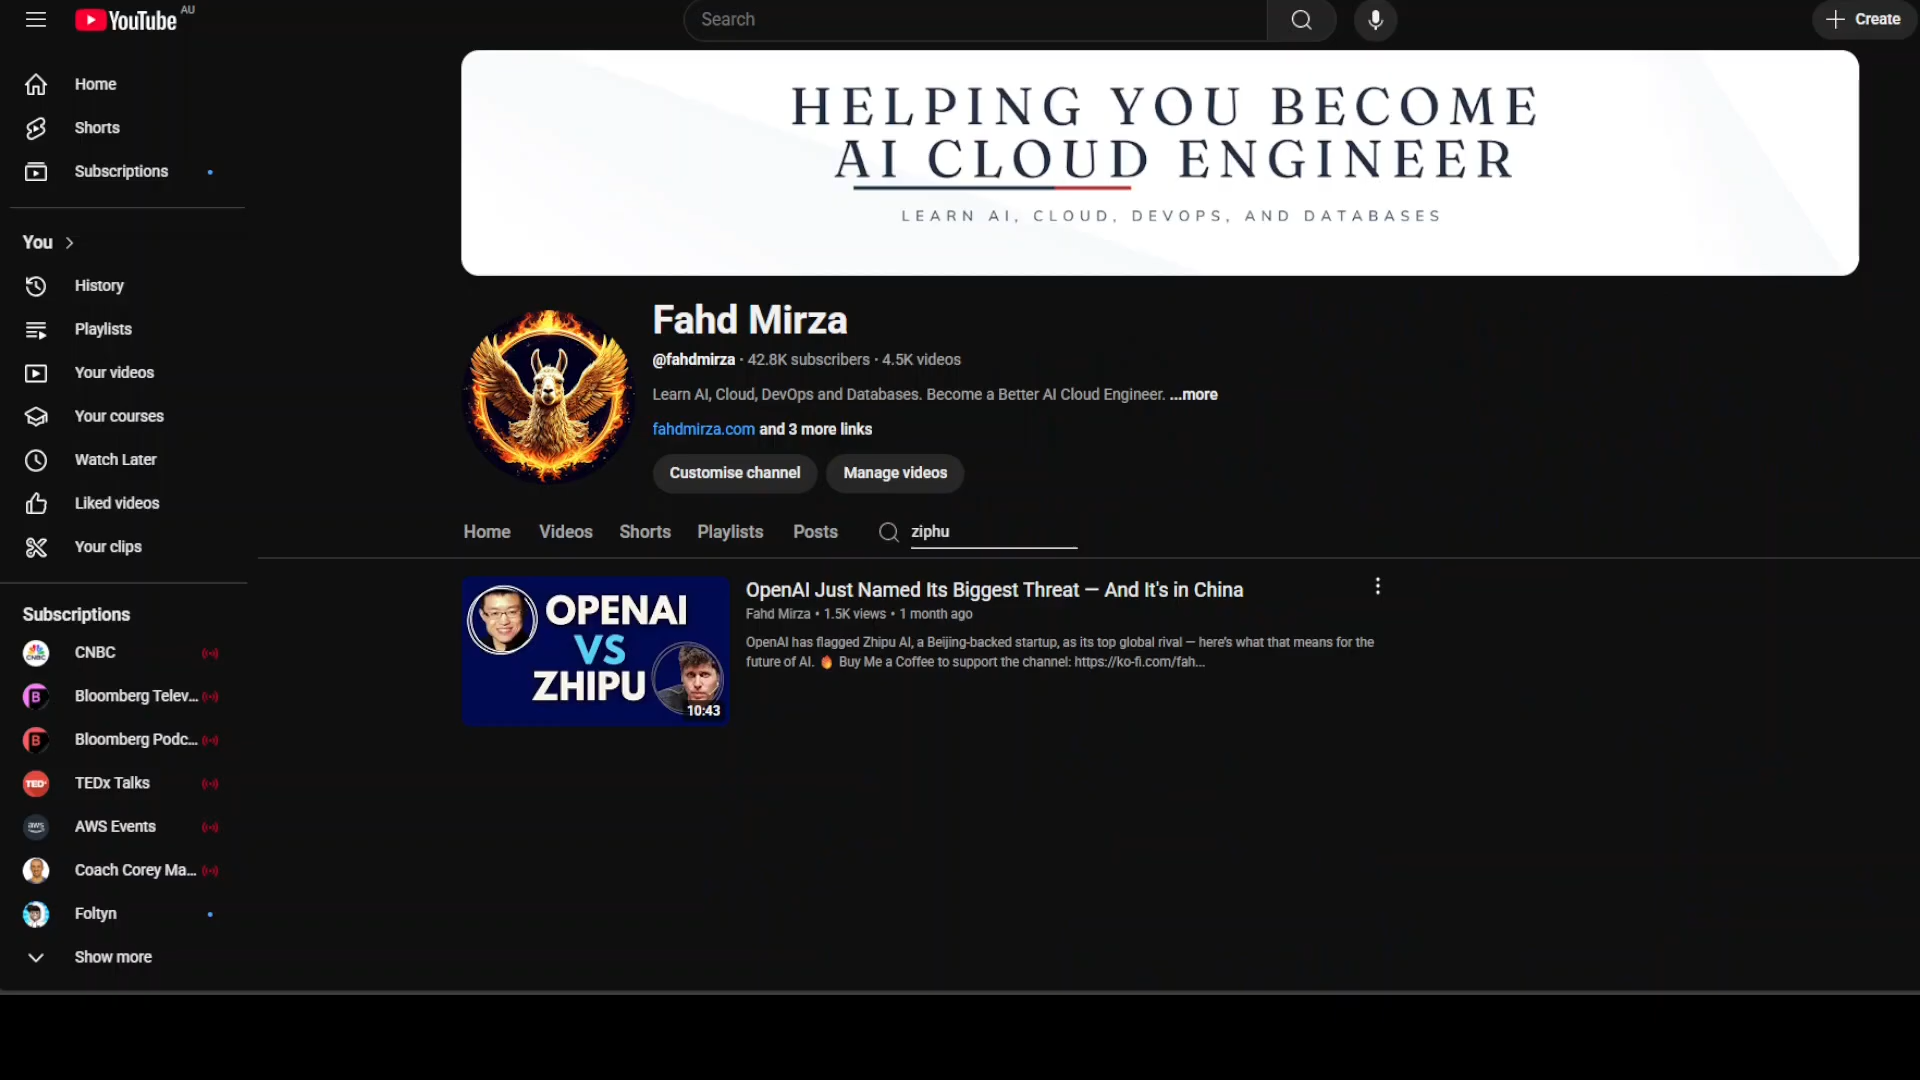 YouTube AU
Search
Create
Home
Shorts
Subscriptions
You
History
Playlists
Your videos
Your courses
Watch Later
Liked videos
Your clips
Subscriptions
CNBC
Bloomberg Telev...
Bloomberg Podc...
TEDx Talks
AWS Events
Coach Corey Ma...
Foltyn
Show more
HELPING YOU BECOME
AI CLOUD ENGINEER
LEARN AI, CLOUD, DEVOPS, AND DATABASES
Fahd Mirza
@fahdmirza · 42.8K subscribers · 4.5K videos
Learn AI, Cloud, DevOps and Databases. Become a Better AI Cloud Engineer. ...more
fahdmirza.com and 3 more links
Customise channel Manage videos
Home Videos Shorts Playlists Posts ziphu
OPENAI
VS
ZHIPU
10:43
OpenAI Just Named Its Biggest Threat — And It's in China
Fahd Mirza • 1.5K views • 1 month ago
OpenAI has flagged Zhipu AI, a Beijing-backed startup, as its top global rival — here's what that means for the
future of AI. 🔥 Buy Me a Coffee to support the channel: https://ko-fi.com/fah...